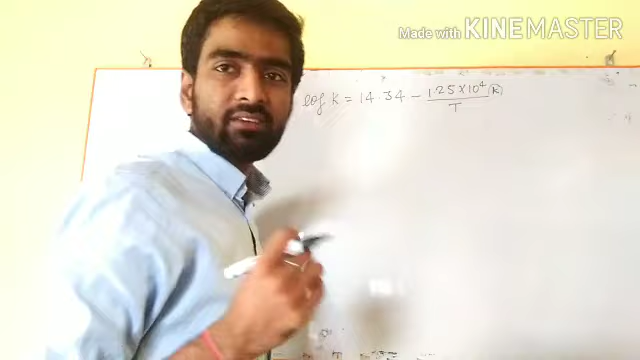 Made with KINEMASTER
log K = 14.34 - 1.25×10⁴/T (K)